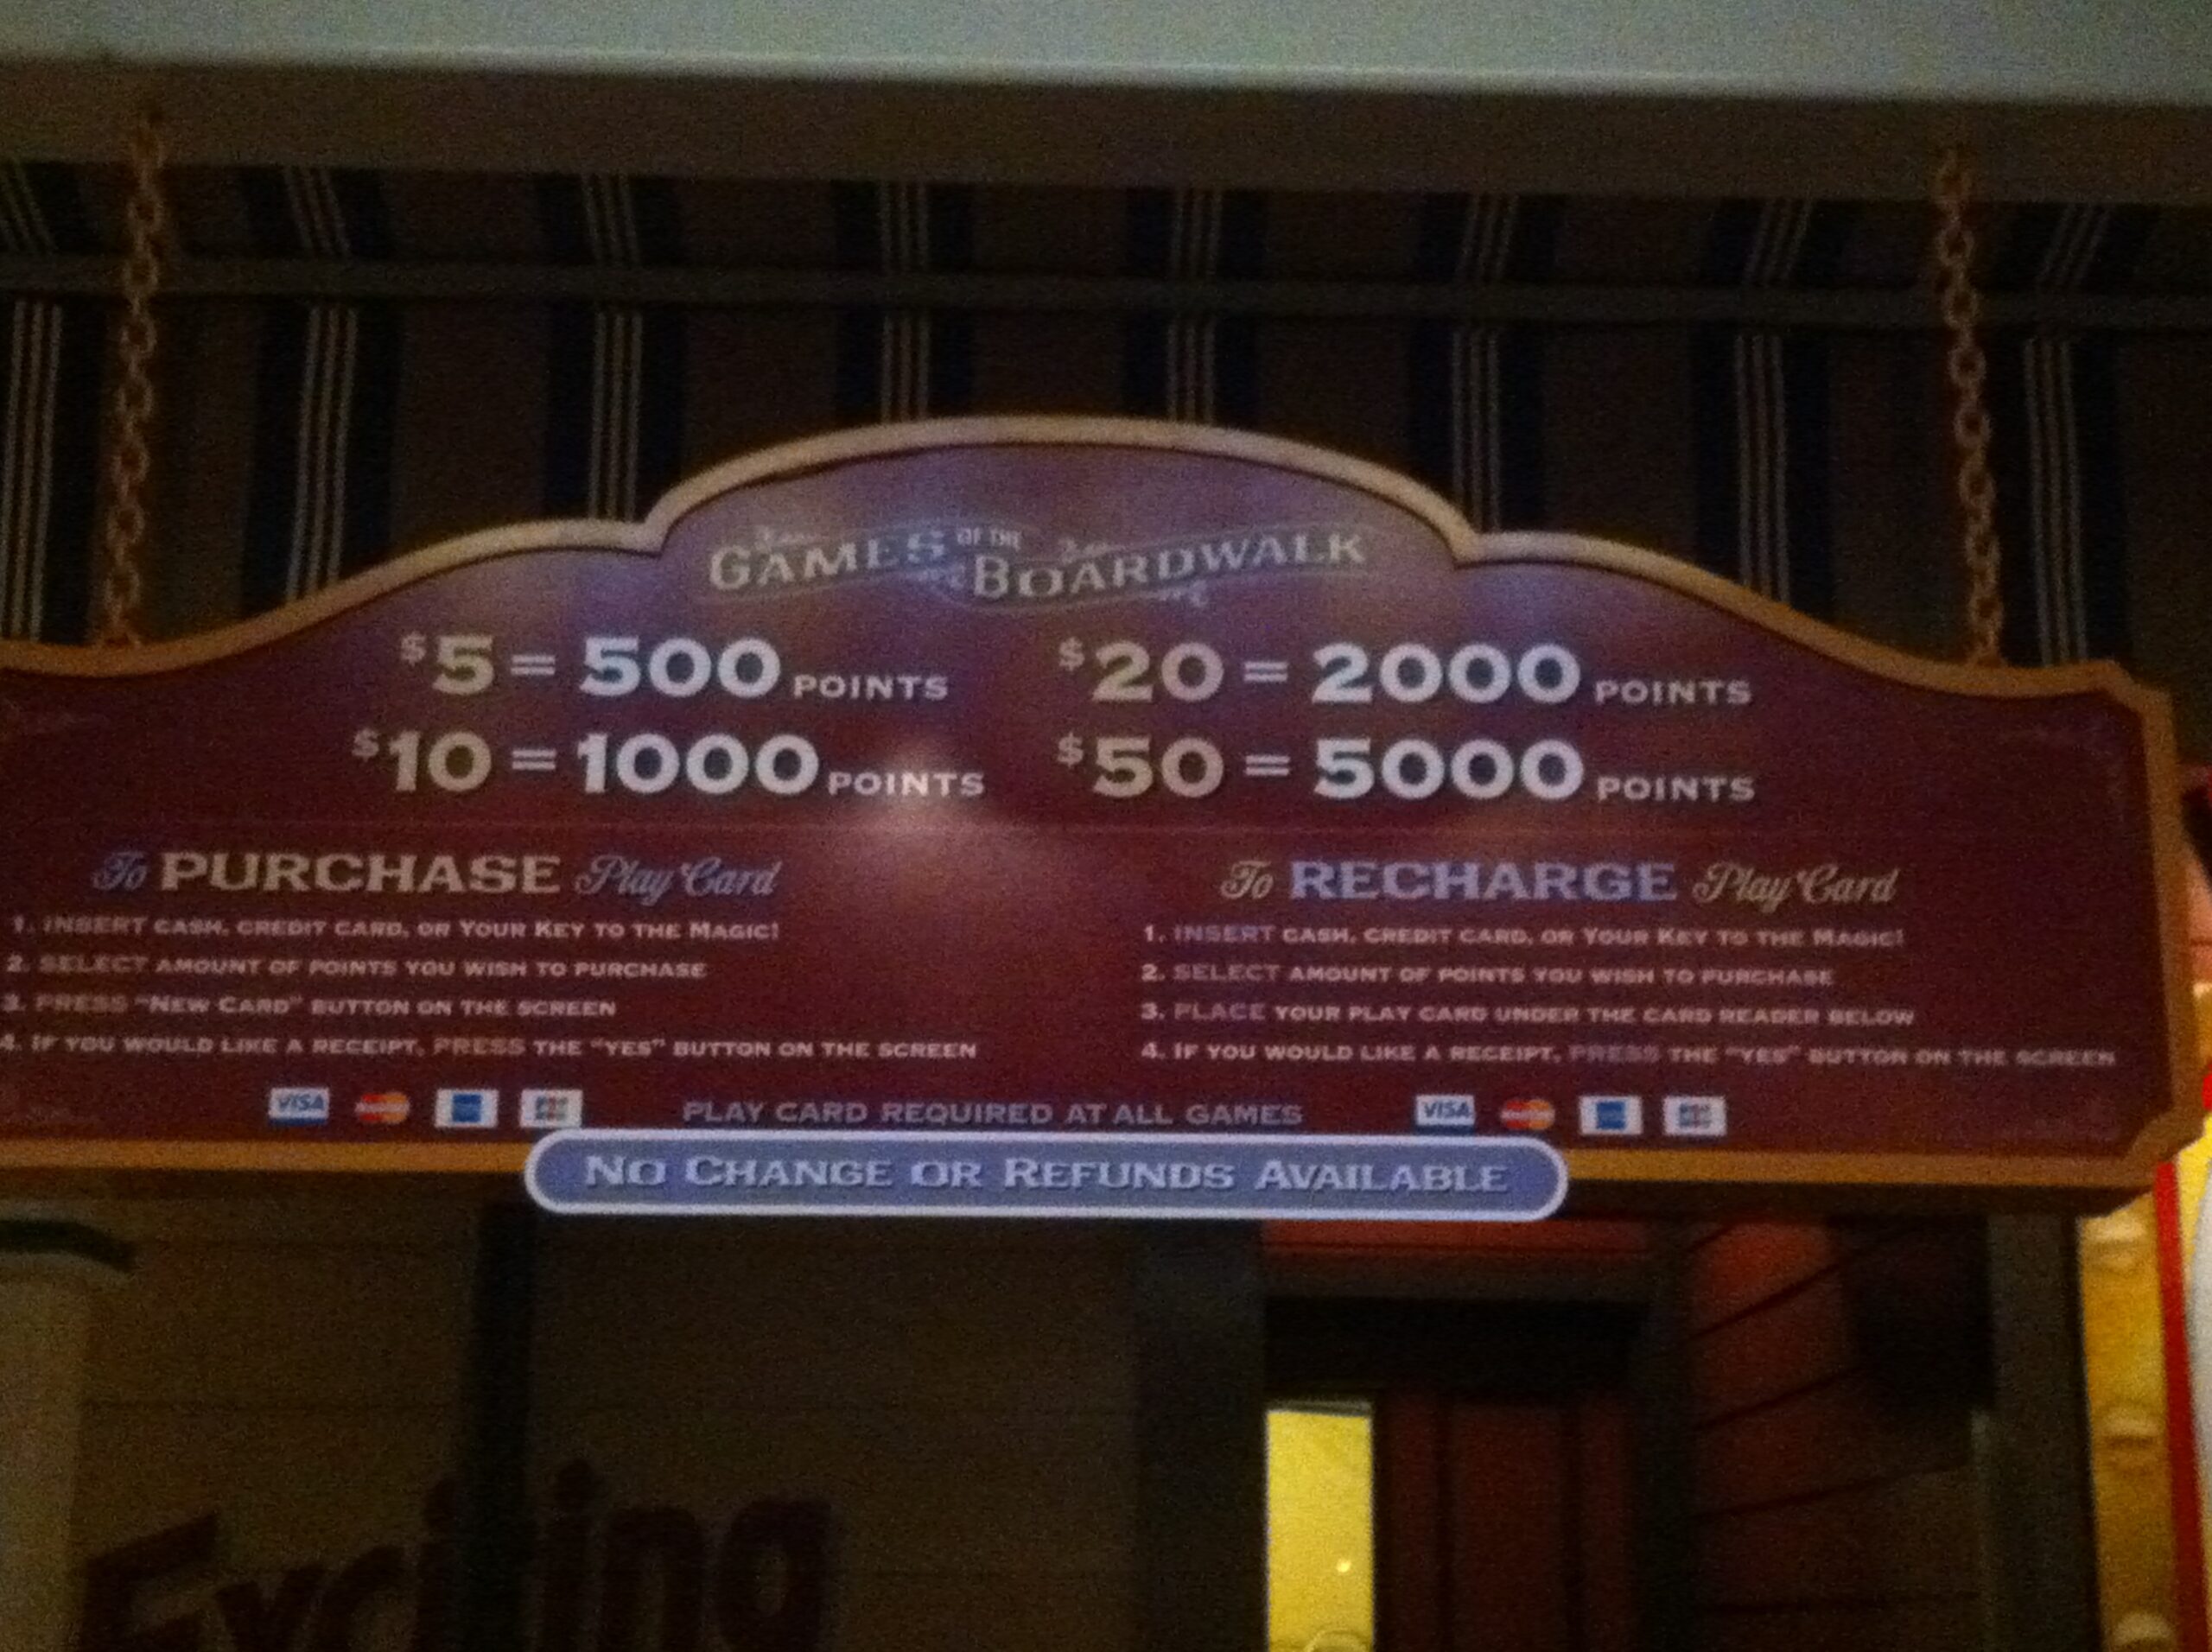 GAMES OF THE BOARDWALK
$5 = 500 POINTS
$10 = 1000 POINTS
$20 = 2000 POINTS
$50 = 5000 POINTS
To PURCHASE Play Card
1. INSERT CASH, CREDIT CARD, OR YOUR KEY TO THE MAGIC!
2. SELECT AMOUNT OF POINTS YOU WISH TO PURCHASE
3. PRESS "NEW CARD" BUTTON ON THE SCREEN
4. IF YOU WOULD LIKE A RECEIPT, PRESS THE "YES" BUTTON ON THE SCREEN
To RECHARGE Play Card
1. INSERT CASH, CREDIT CARD, OR YOUR KEY TO THE MAGIC!
2. SELECT AMOUNT OF POINTS YOU WISH TO PURCHASE
3. PLACE YOUR PLAY CARD UNDER THE CARD READER BELOW
4. IF YOU WOULD LIKE A RECEIPT, PRESS THE "YES" BUTTON ON THE SCREEN
VISA PLAY CARD REQUIRED AT ALL GAMES VISA
NO CHANGE OR REFUNDS AVAILABLE
Exciting